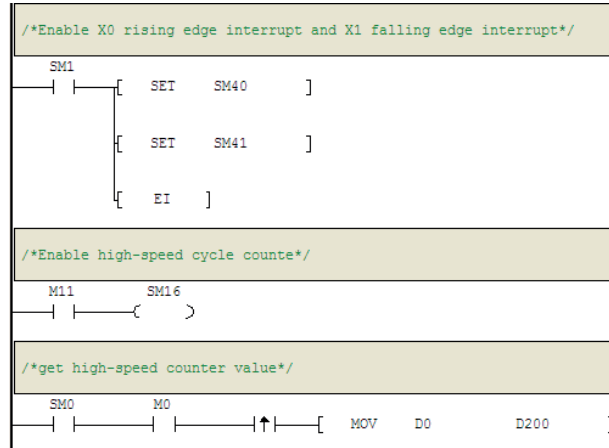 /*Enable X0 rising edge interrupt and X1 falling edge interrupt*/
SM1
[ SET SM40 ]
[ SET SM41 ]
[ EI ]
/*Enable high-speed cycle counte*/
M11 SM16
/*get high-speed counter value*/
SM0 M0
[ MOV D0 D200 ]